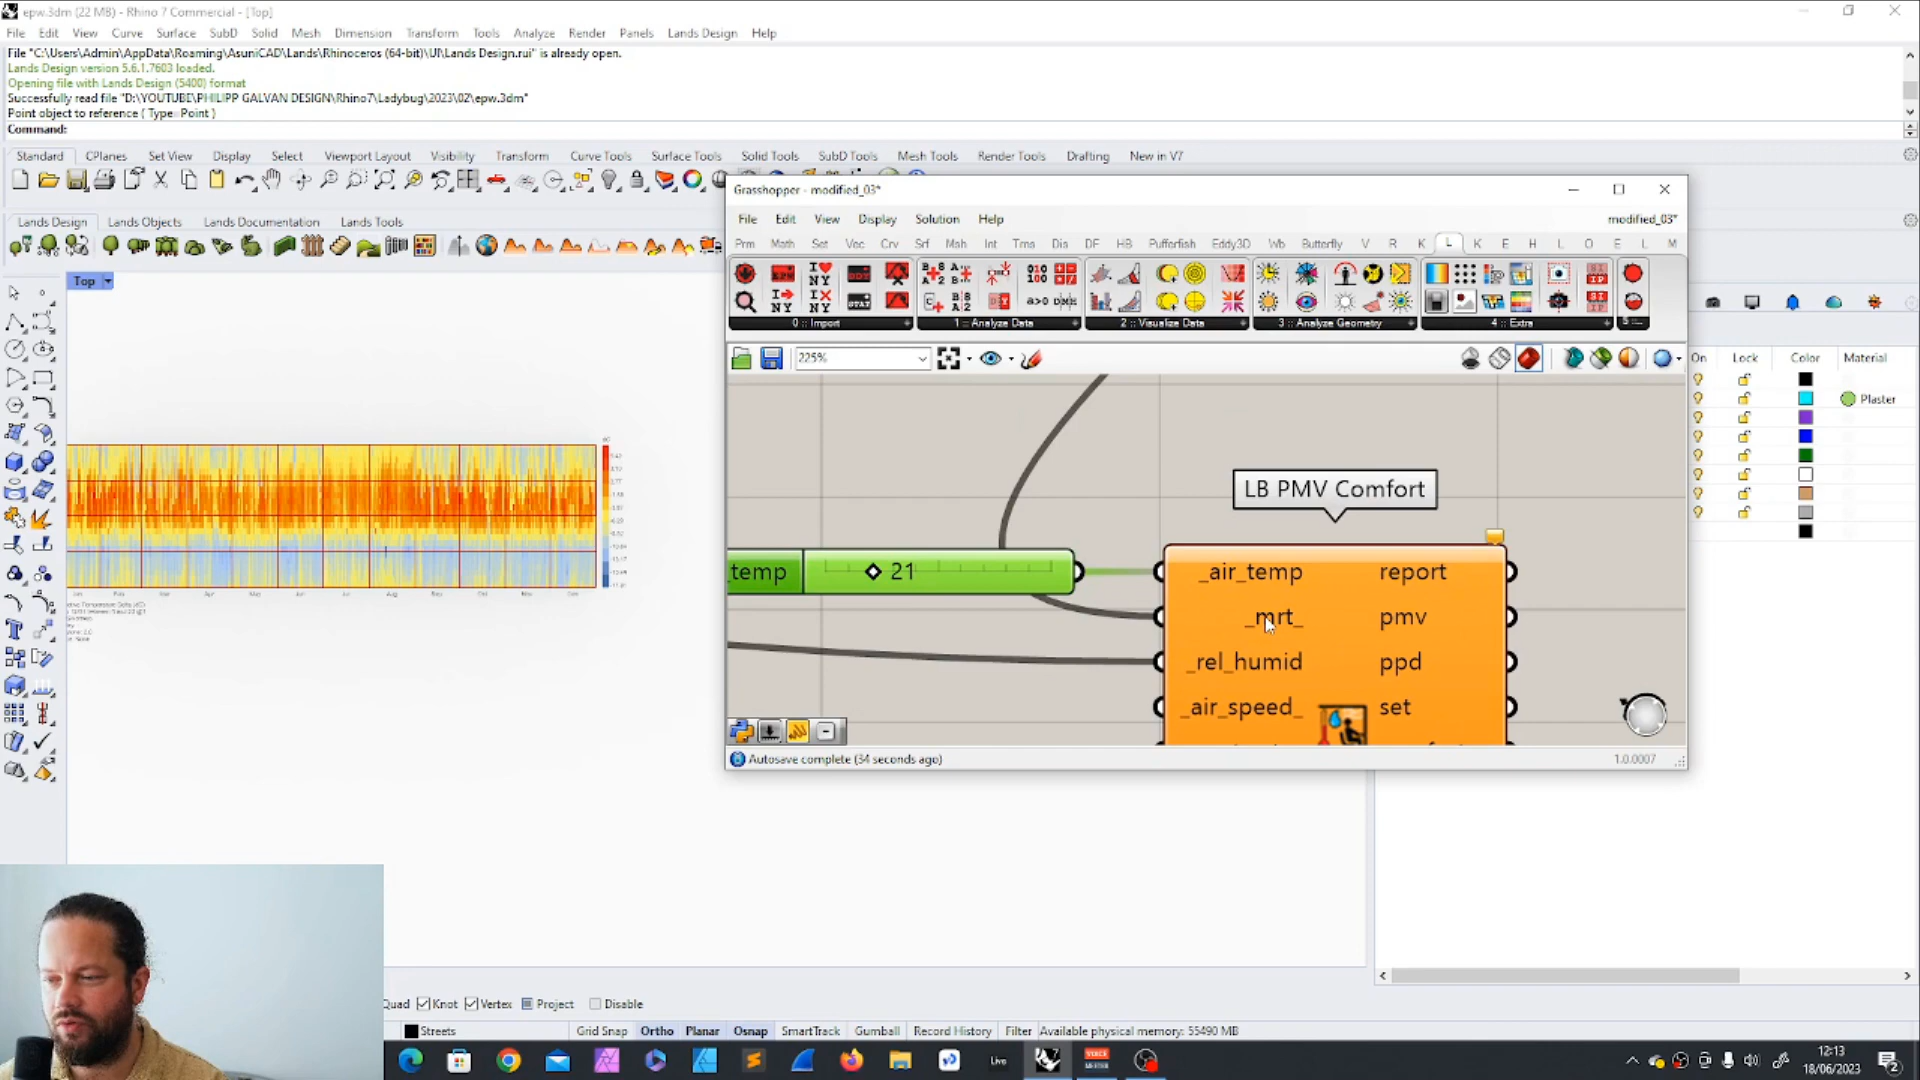 epw.3dm (22 MB) - Rhino 7 Commercial - [Top]
File Edit View Curve Surface SubD Solid Mesh Dimension Transform Tools Analyze Render Panels Lands Design Help
File "C:\Users\Admin\AppData\Roaming\AsuniCAD\Lands\Rhinoceros (64-bit)\UI\Lands Design.rui" is already open.
Lands Design version 5.6.1.7603 loaded.
Opening file with Lands Design (5400) format
Successfully read file "D:\YOUTUBE\PHILIPP GALVAN DESIGN\Rhino7\Ladybug\2023\02\epw.3dm"
Point object to reference ( Type=Point )
Command:
Standard CPlanes Set View Display Select Viewport Layout Visibility Transform Curve Tools Surface Tools Solid Tools SubD Tools Mesh Tools Render Tools Drafting New in V7
Lands Design Lands Objects Lands Documentation Lands Tools
Top
Grasshopper - modified_03*
File Edit View Display Solution Help
modified_03*
Prm Math Set Vec Crv Srf Msh Int Trns Dis DF HB Pufferfish Eddy3D Wb Butterfly V R K L K E H L O E L M
0 :: Import
1 :: Analyze Data
2 :: Visualize Data
3 :: Analyze Geometry
4 :: Extra
225%
LB PMV Comfort
_temp
21
_air_temp report
_mrt_ pmv
_rel_humid ppd
_air_speed_ set
Autosave complete (34 seconds ago)
1.0.0007
On Lock Color Material
Plaster
Quad Knot Vertex Project Disable
Streets
Grid Snap Ortho Planar Osnap SmartTrack Gumball Record History Filter Available physical memory: 55490 MB
Live
12:13
18/06/2023
2